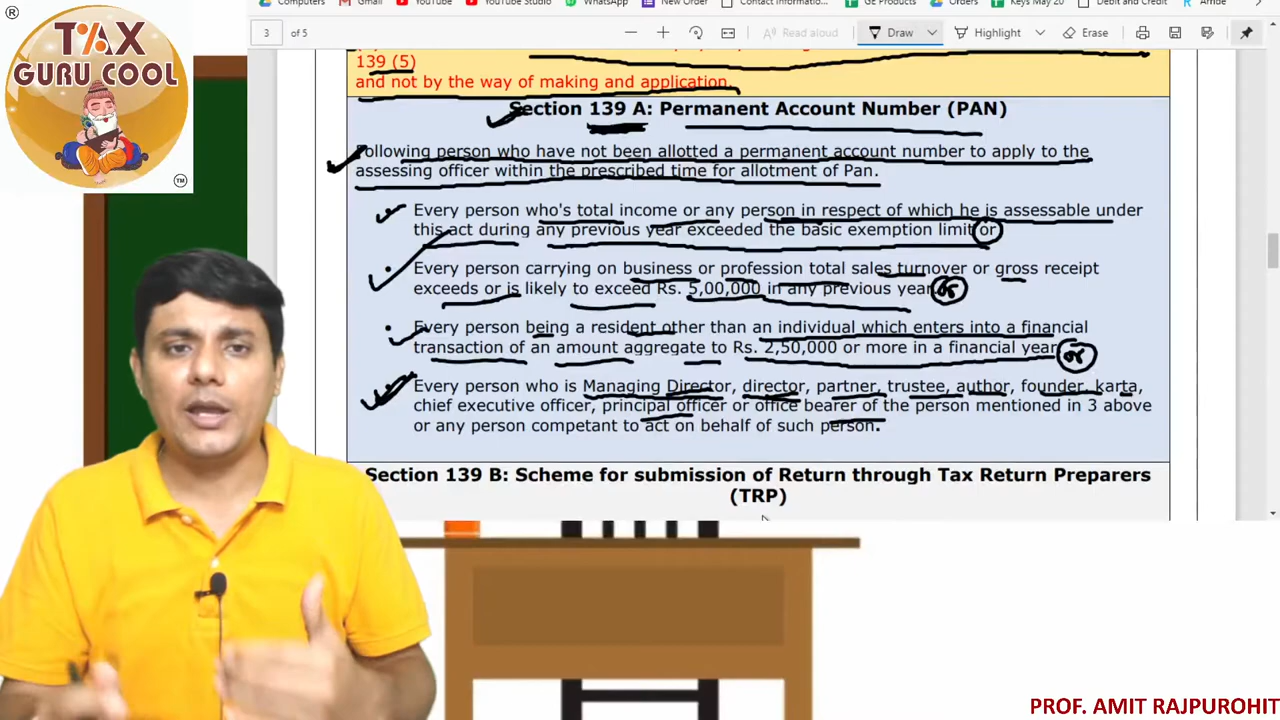 ®
TAX
GURU COOL
TM
Computers Gmail YouTube YouTube Studio WhatsApp New Order Contact Informatio... GE Products Orders Keys May 20 Debit and Credit Amde
3 of 5 Read aloud Draw Highlight
139 (5)
and not by the way of making and application.
Section 139 A: Permanent Account Number (PAN)
Following person who have not been allotted a permanent account number to apply to the
assessing officer within the prescribed time for allotment of Pan.
• Every person who's total income or any person in respect of which he is assessable under
this act during any previous year exceeded the basic exemption limit or
• Every person carrying on business or profession total sales turnover or gross receipt
exceeds or is likely to exceed Rs. 5,00,000 in any previous year or
• Every person being a resident other than an individual which enters into a financial
transaction of an amount aggregate to Rs. 2,50,000 or more in a financial year or
• Every person who is Managing Director, director, partner, trustee, author, founder, karta,
chief executive officer, principal officer or office bearer of the person mentioned in 3 above
or any person competant to act on behalf of such person.
Section 139 B: Scheme for submission of Return through Tax Return Preparers
(TRP)
PROF. AMIT RAJPUROHIT